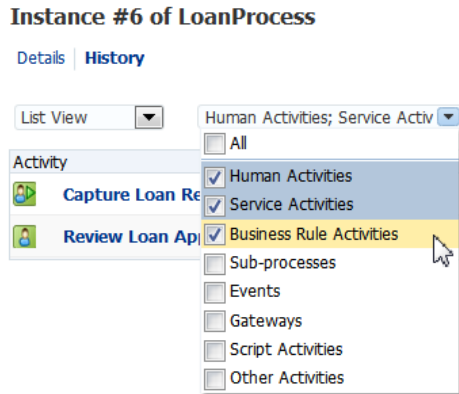 Instance #6 of LoanProcess
Details History
List View Human Activities; Service Activ
All
Activity
Human Activities
Capture Loan Re
Service Activities
Review Loan Ap
Business Rule Activities
Sub-processes
Events
Gateways
Script Activities
Other Activities